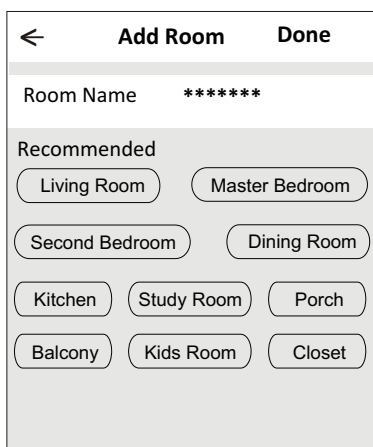 Add Room Done
Room Name *******
Recommended
Living Room Master Bedroom
Second Bedroom Dining Room
Kitchen Study Room Porch
Balcony Kids Room Closet